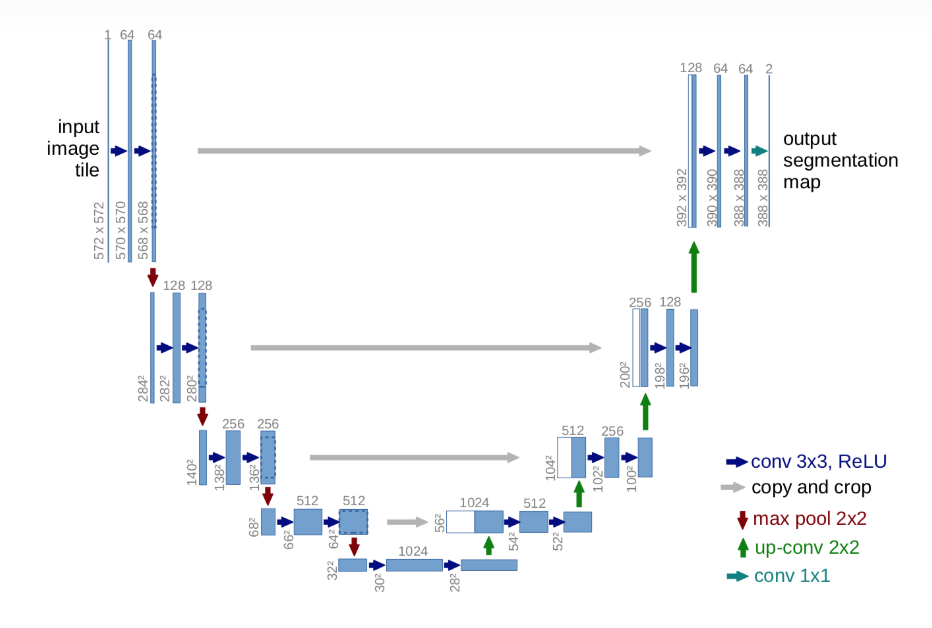 1 64 64
input
image
tile
572 x 572
570 x 570
568 x 568
128 64 64 2
output
segmentation
map
392 x 392
390 x 390
388 x 388
388 x 388
128 128
284²
282²
280²
256 128
200²
198²
196²
256 256
140²
138²
136²
512 256
104²
102²
100²
512 512
68²
66²
64²
1024 512
56²
54²
52²
1024
32²
30²
28²
conv 3x3, ReLU
copy and crop
max pool 2x2
up-conv 2x2
conv 1x1